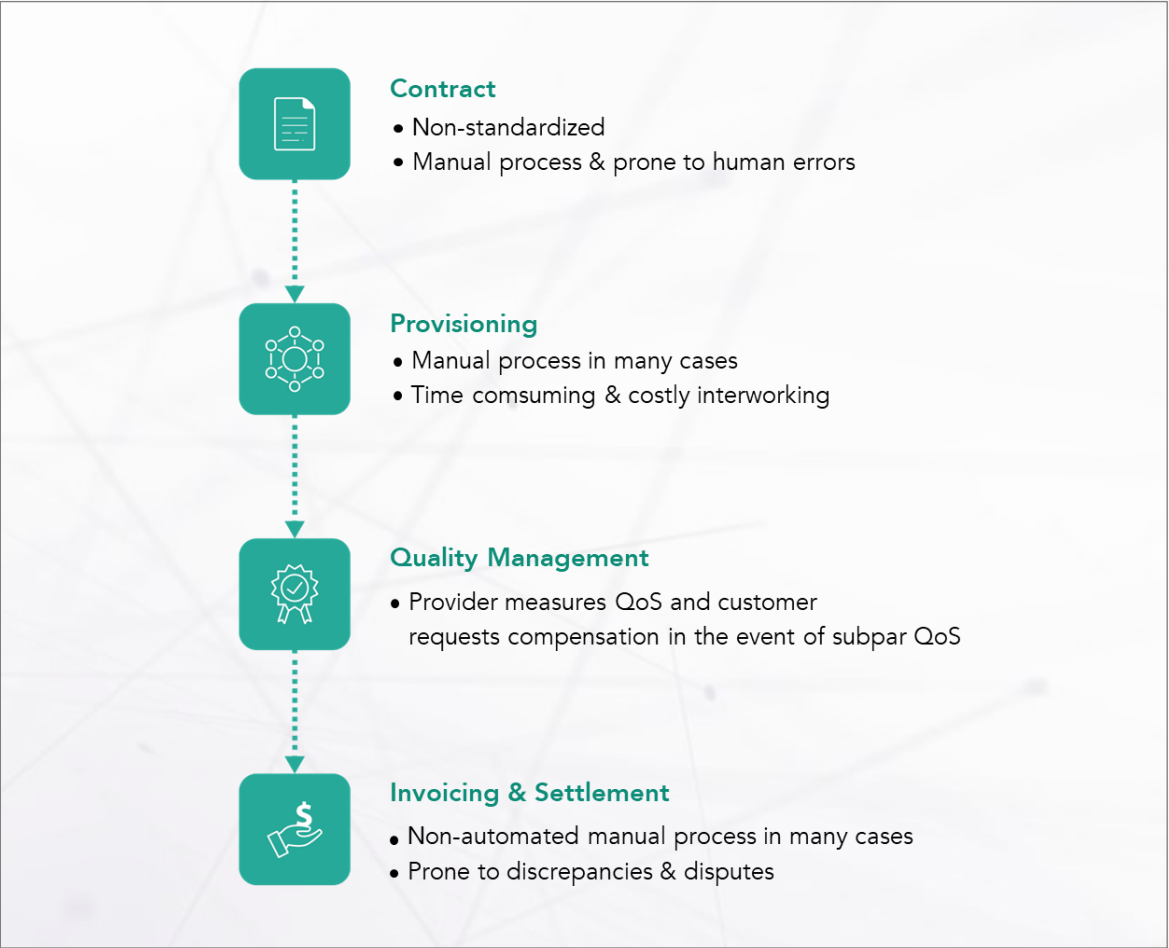 Contract
• Non-standardized
• Manual process & prone to human errors
Provisioning
• Manual process in many cases
• Time comsuming & costly interworking
Quality Management
• Provider measures QoS and customer
requests compensation in the event of subpar QoS
$
Invoicing & Settlement
• Non-automated manual process in many cases
• Prone to discrepancies & disputes